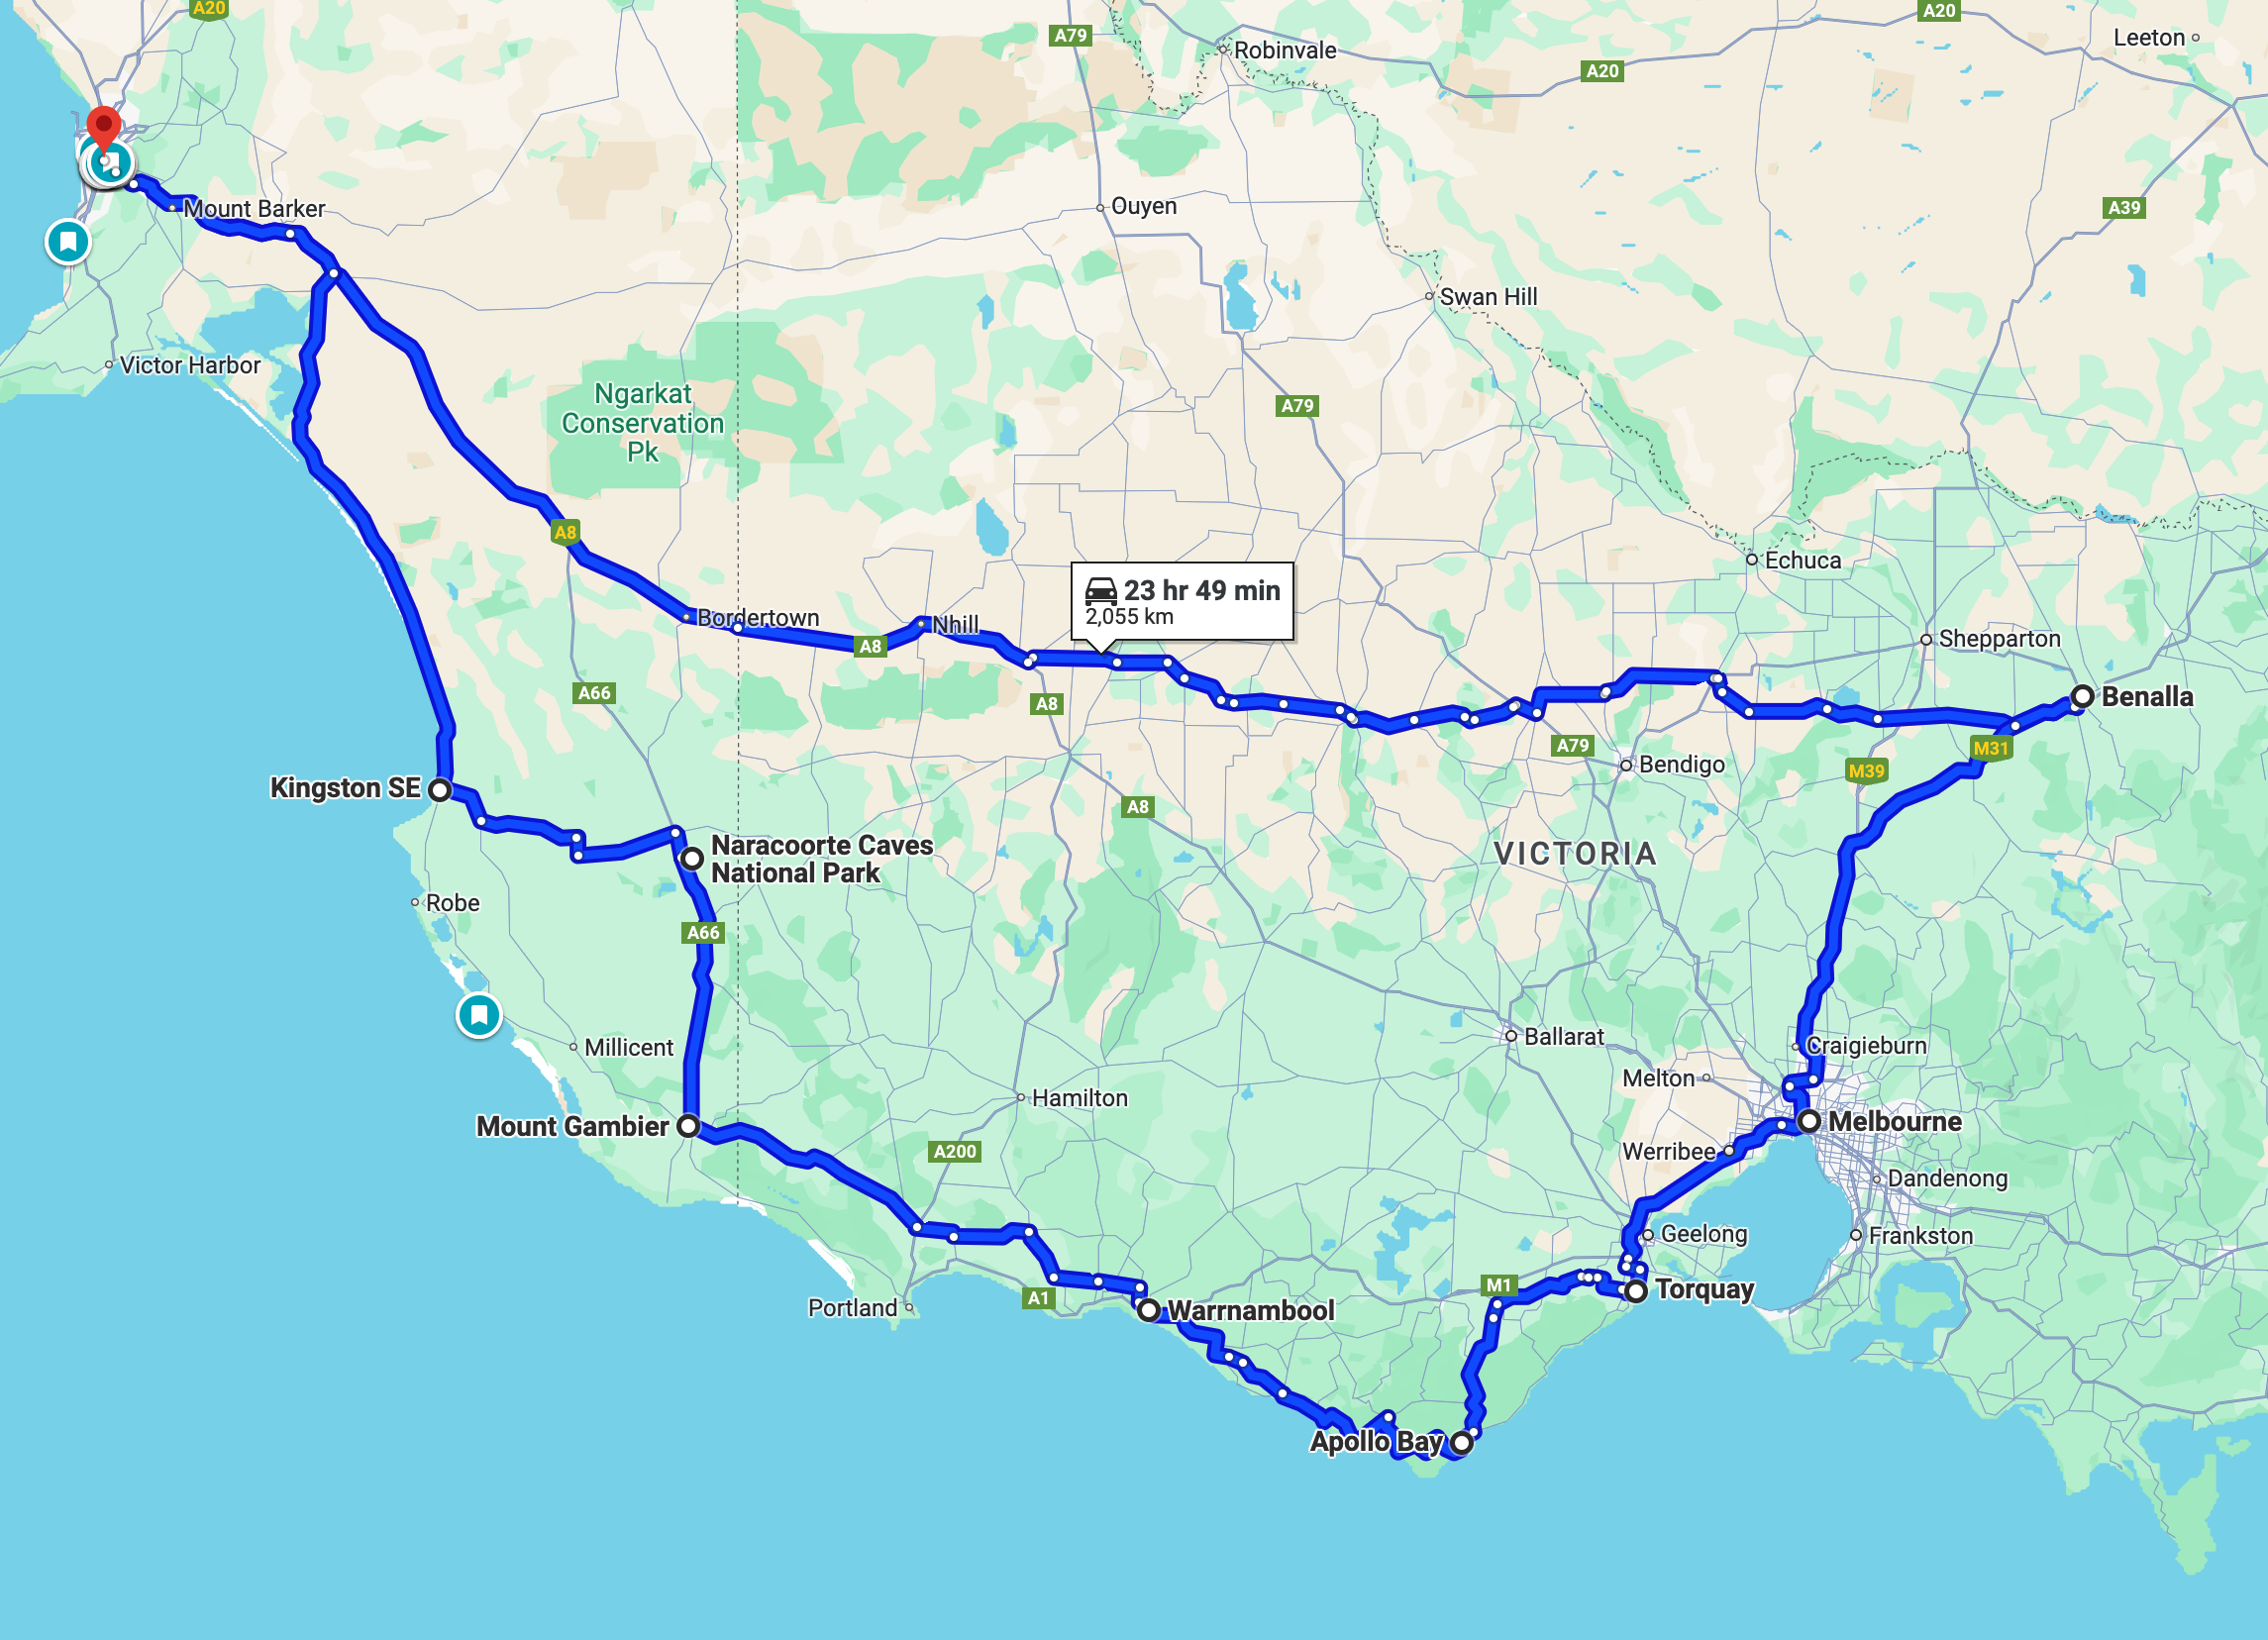 A20
A79
Robinvale
A20
A20
Leeton
Mount Barker
Ouyen
A39
Swan Hill
Victor Harbor
Ngarkat
Conservation
Pk
A79
A8
Echuca
23 hr 49 min
2,055 km
Bordertown
Nhill
A8
Shepparton
A66
A8
Benalla
A79
M31
Bendigo
M39
Kingston SE
A8
Naracoorte Caves
National Park
VICTORIA
Robe
A66
Ballarat
Millicent
Craigieburn
Melton
Hamilton
Mount Gambier
Melbourne
A200
Werribee
Dandenong
Geelong
Frankston
M1
Torquay
A1
Portland
Warrnambool
Apollo Bay